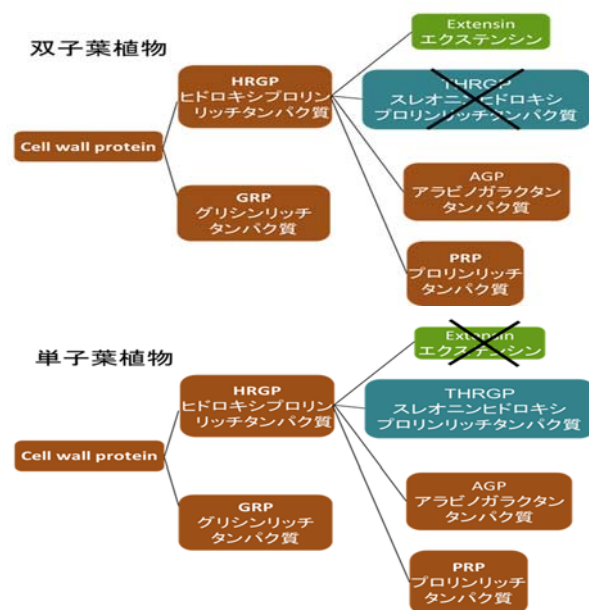 双子葉植物
Extensin
エクステンシン
HRGP
ヒドロキシプロリン
リッチタンパク質
THRGP
スレオニンヒドロキシ
プロリンリッチタンパク質
Cell wall protein
AGP
アラビノガラクタン
タンパク質
GRP
グリシンリッチ
タンパク質
PRP
プロリンリッチ
タンパク質
単子葉植物
Extensin
エクステンシン
HRGP
ヒドロキシプロリン
リッチタンパク質
THRGP
スレオニンヒドロキシ
プロリンリッチタンパク質
Cell wall protein
AGP
アラビノガラクタン
タンパク質
GRP
グリシンリッチ
タンパク質
PRP
プロリンリッチ
タンパク質